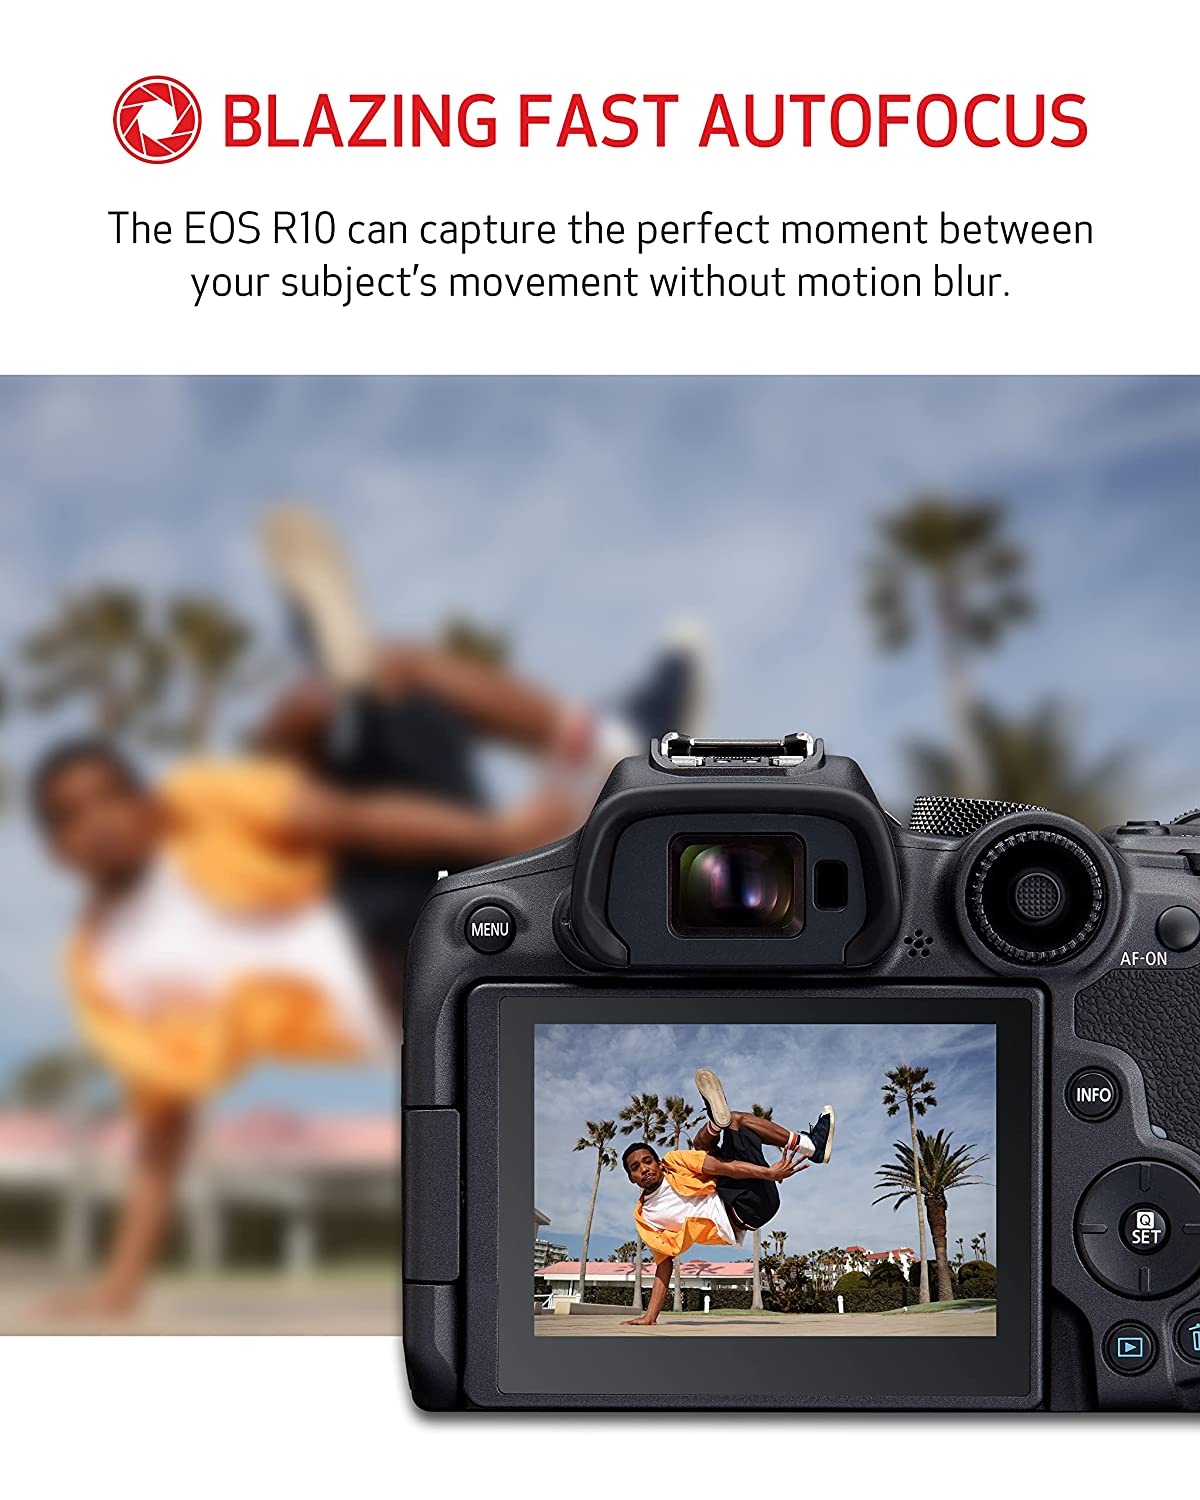 BLAZING FAST AUTOFOCUS
The EOS R10 can capture the perfect moment between
your subject's movement without motion blur.
MENU
AF-ON
INFO
Q
SET